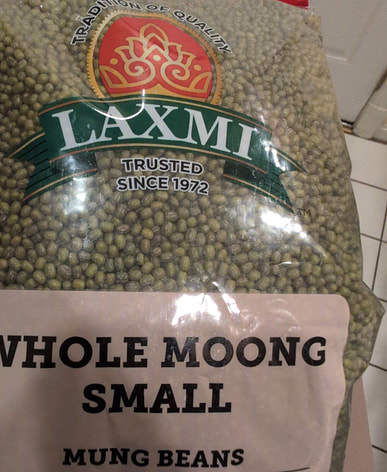 TRADITION OF QUALITY
LAXMI
TRUSTED
SINCE 1972
WHOLE MOONG
SMALL
MUNG BEANS